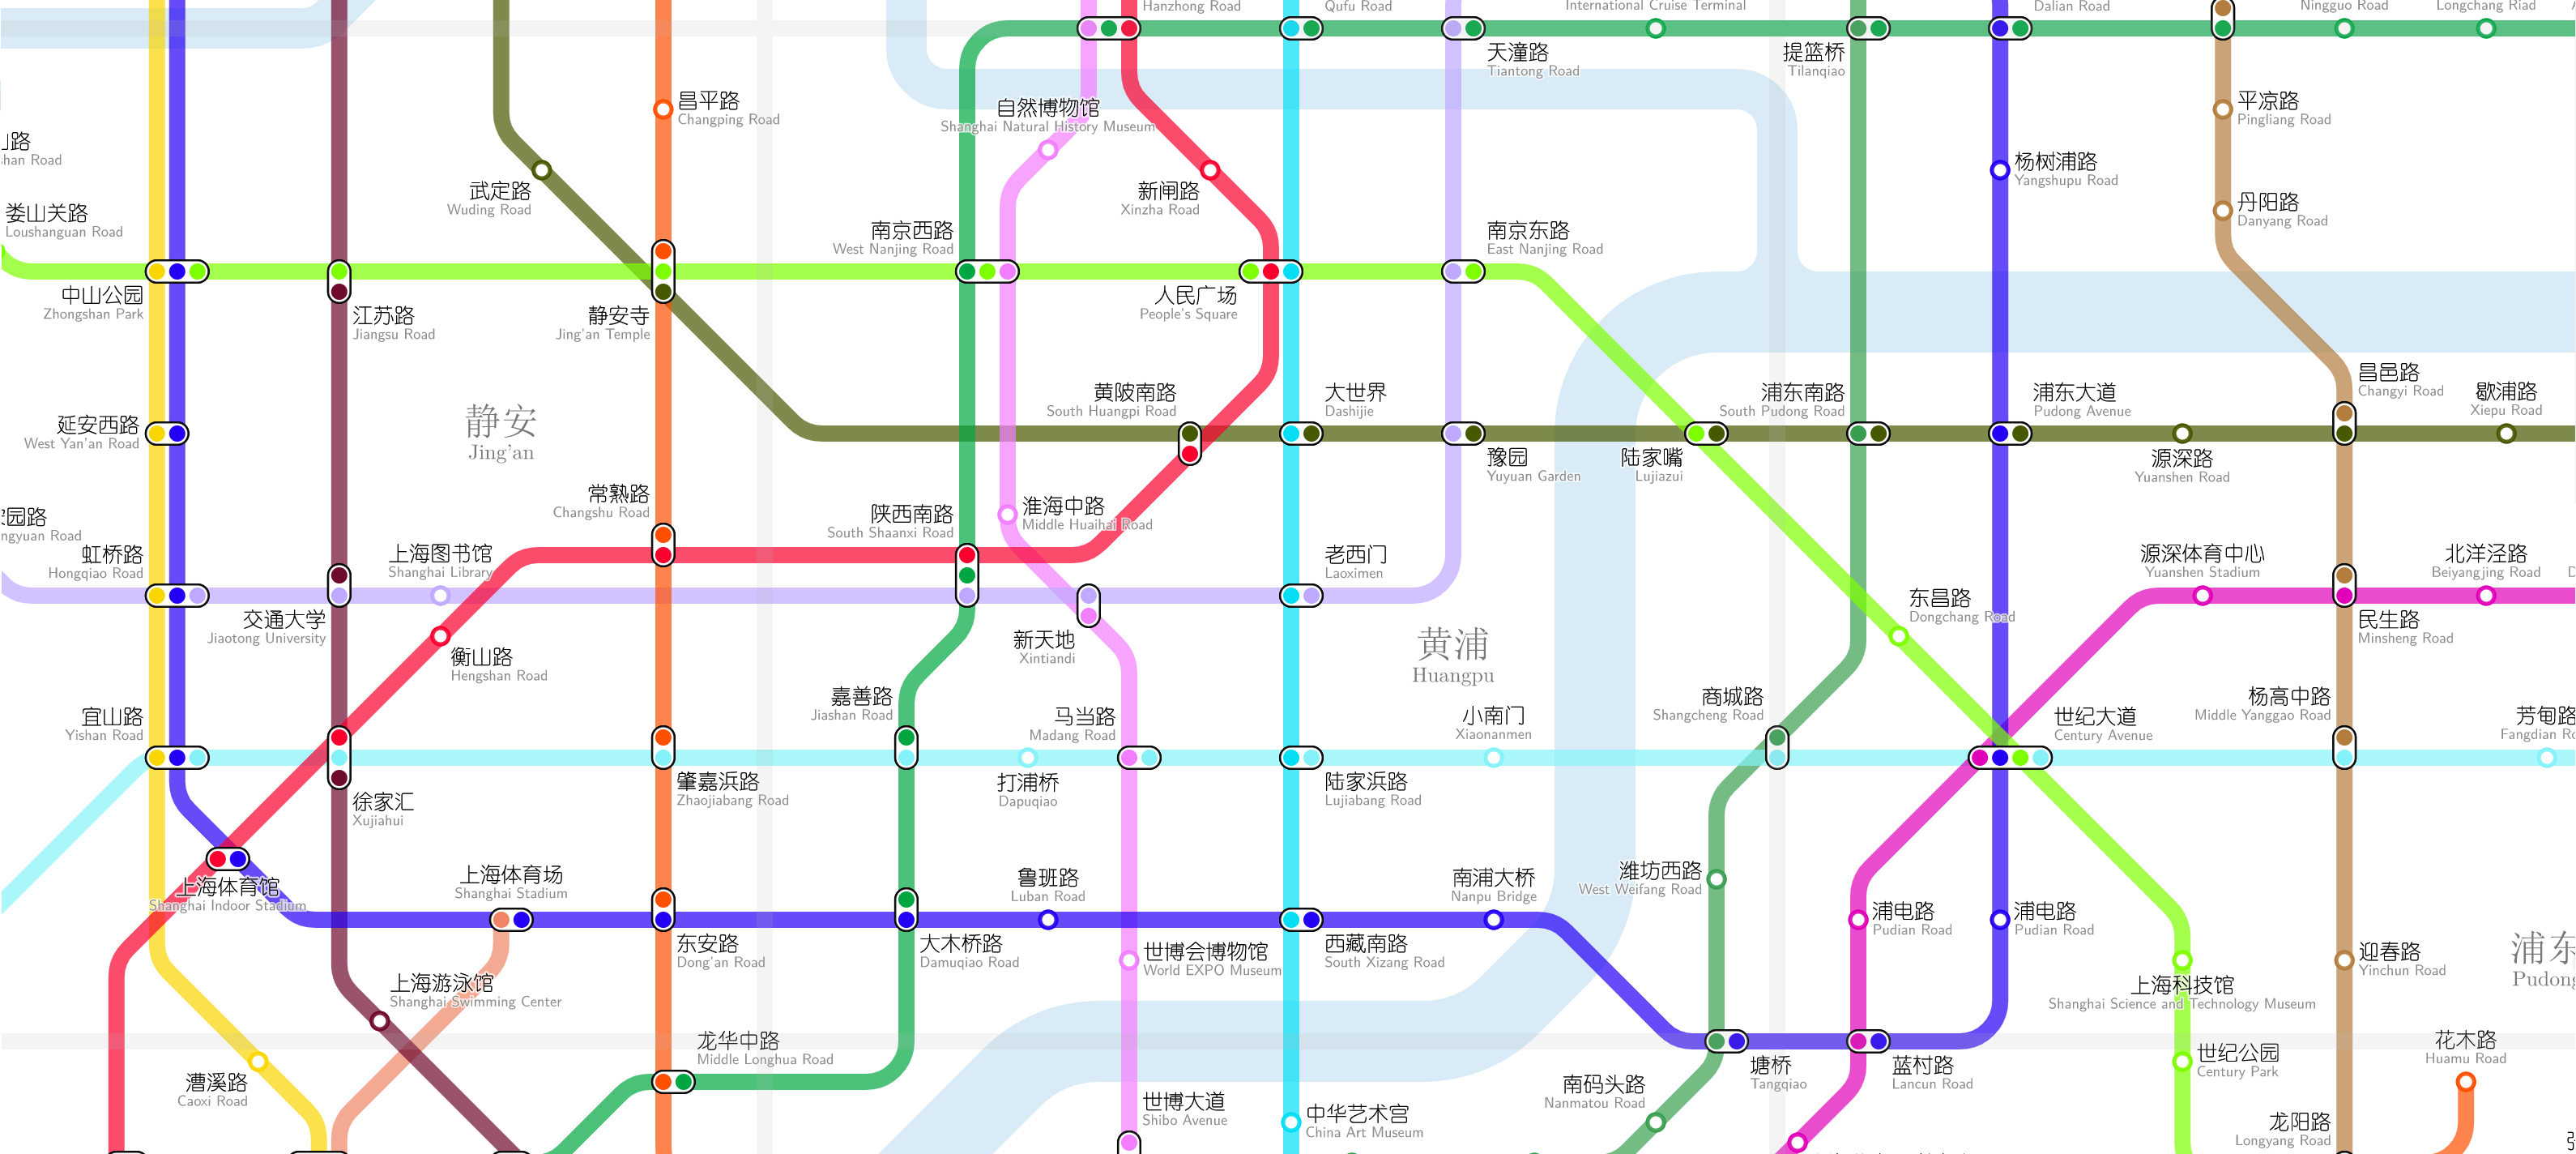 Hanzhong Road
Qufu Road
International Cruise Terminal
Dalian Road
Ningguo Road
Longchang Riad
天潼路
Tiantong Road
提篮桥
Tilanqiao
昌平路
Changping Road
自然博物馆
Shanghai Natural History Museum
平凉路
Pingliang Road
山路
shan Road
武定路
Wuding Road
新闸路
Xinzha Road
杨树浦路
Yangshupu Road
娄山关路
Loushanguan Road
南京西路
West Nanjing Road
南京东路
East Nanjing Road
丹阳路
Danyang Road
中山公园
Zhongshan Park
江苏路
Jiangsu Road
静安寺
Jing'an Temple
人民广场
People's Square
延安西路
West Yan'an Road
静安
Jing'an
黄陂南路
South Huangpi Road
大世界
Dashijie
豫园
Yuyuan Garden
陆家嘴
Lujiazui
浦东南路
South Pudong Road
浦东大道
Pudong Avenue
源深路
Yuanshen Road
昌邑路
Changyi Road
歇浦路
Xiepu Road
园路
ngyuan Road
虹桥路
Hongqiao Road
上海图书馆
Shanghai Library
常熟路
Changshu Road
陕西南路
South Shaanxi Road
淮海中路
Middle Huaihai Road
老西门
Laoximen
源深体育中心
Yuanshen Stadium
北洋泾路
Beiyangjing Road
D
交通大学
Jiaotong University
衡山路
Hengshan Road
新天地
Xintiandi
黄浦
Huangpu
东昌路
Dongchang Road
民生路
Minsheng Road
宜山路
Yishan Road
嘉善路
Jiashan Road
马当路
Madang Road
小南门
Xiaonanmen
商城路
Shangcheng Road
世纪大道
Century Avenue
杨高中路
Middle Yanggao Road
芳甸路
Fangdian Ro
徐家汇
Xujiahui
肇嘉浜路
Zhaojiabang Road
打浦桥
Dapuqiao
陆家浜路
Lujiabang Road
上海体育馆
Shanghai Indoor Stadium
上海体育场
Shanghai Stadium
鲁班路
Luban Road
南浦大桥
Nanpu Bridge
潍坊西路
West Weifang Road
浦电路
Pudian Road
浦电路
Pudian Road
东安路
Dong'an Road
大木桥路
Damuqiao Road
世博会博物馆
World EXPO Museum
西藏南路
South Xizang Road
迎春路
Yinchun Road
浦东
Pudong
上海游泳馆
Shanghai Swimming Center
上海科技馆
Shanghai Science and Technology Museum
漕溪路
Caoxi Road
龙华中路
Middle Longhua Road
塘桥
Tangqiao
蓝村路
Lancun Road
世纪公园
Century Park
花木路
Huamu Road
南码头路
Nanmatou Road
世博大道
Shibo Avenue
中华艺术宫
China Art Museum
龙阳路
Longyang Road